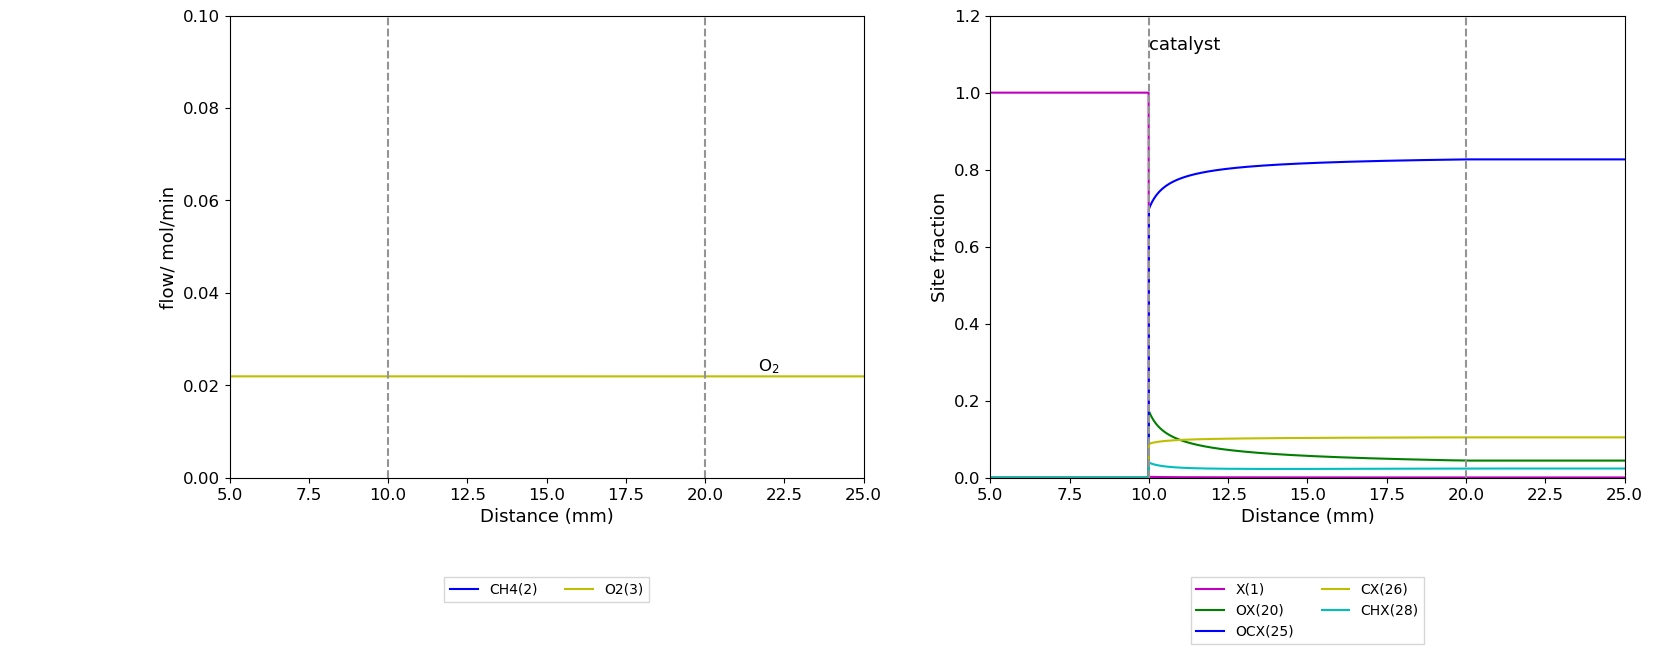 0.10
0.08
0.06
0.04
0.02
0.00
flow/ mol/min
O₂
5.0 7.5 10.0 12.5 15.0 17.5 20.0 22.5 25.0
Distance (mm)
CH4(2) O2(3)
1.2
1.0
0.8
0.6
0.4
0.2
0.0
Site fraction
catalyst
5.0 7.5 10.0 12.5 15.0 17.5 20.0 22.5 25.0
Distance (mm)
X(1) CX(26)
OX(20) CHX(28)
OCX(25)